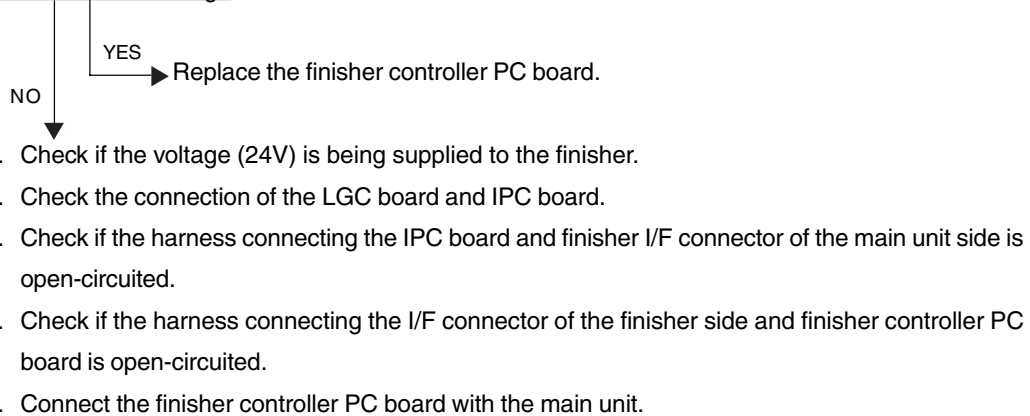 YES
Replace the finisher controller PC board.
NO
. Check if the voltage (24V) is being supplied to the finisher.
. Check the connection of the LGC board and IPC board.
. Check if the harness connecting the IPC board and finisher I/F connector of the main unit side is
open-circuited.
. Check if the harness connecting the I/F connector of the finisher side and finisher controller PC
board is open-circuited.
. Connect the finisher controller PC board with the main unit.